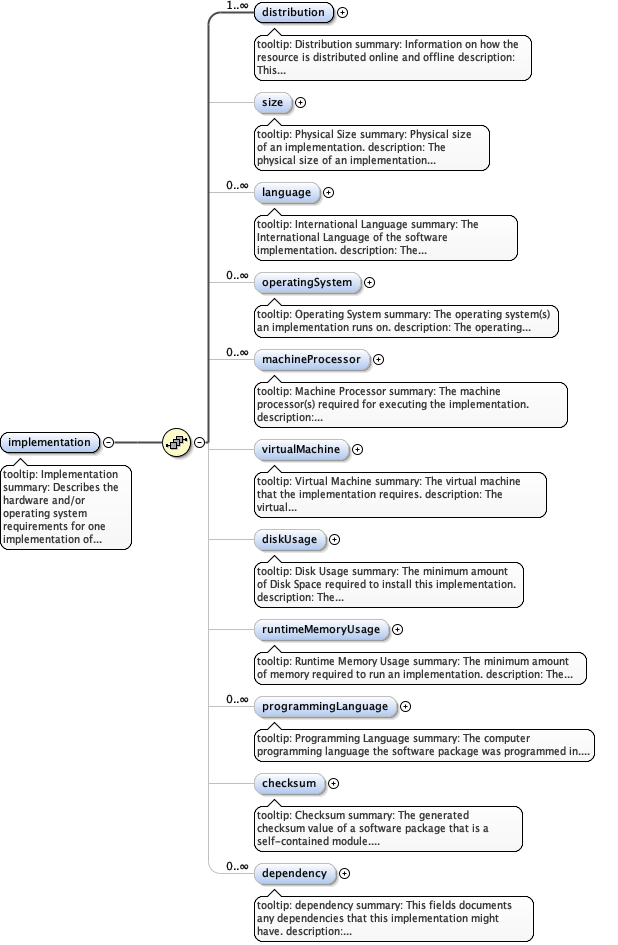 1..∞
distribution
tooltip: Distribution summary: Information on how the
resource is distributed online and offline description:
This...
size
tooltip: Physical Size summary: Physical size
of an implementation. description: The
physical size of an implementation...
0..∞
language
tooltip: International Language summary: The
International Language of the software
implementation. description: The...
0..∞
operatingSystem
tooltip: Operating System summary: The operating system(s)
an implementation runs on. description: The operating...
0..∞
machineProcessor
tooltip: Machine Processor summary: The machine
processor(s) required for executing the implementation.
description:...
implementation
tooltip: Implementation
summary: Describes the
hardware and/or
operating system
requirements for one
implementation of...
virtualMachine
tooltip: Virtual Machine summary: The virtual machine
that the implementation requires. description: The
virtual...
diskUsage
tooltip: Disk Usage summary: The minimum amount
of Disk Space required to install this implementation.
description: The...
runtimeMemoryUsage
tooltip: Runtime Memory Usage summary: The minimum amount
of memory required to run an implementation. description: The...
0..∞
programmingLanguage
tooltip: Programming Language summary: The computer
programming language the software package was programmed in....
checksum
tooltip: Checksum summary: The generated
checksum value of a software package that is a
self-contained module....
0..∞
dependency
tooltip: dependency summary: This fields documents
any dependencies that this implementation might
have. description:...